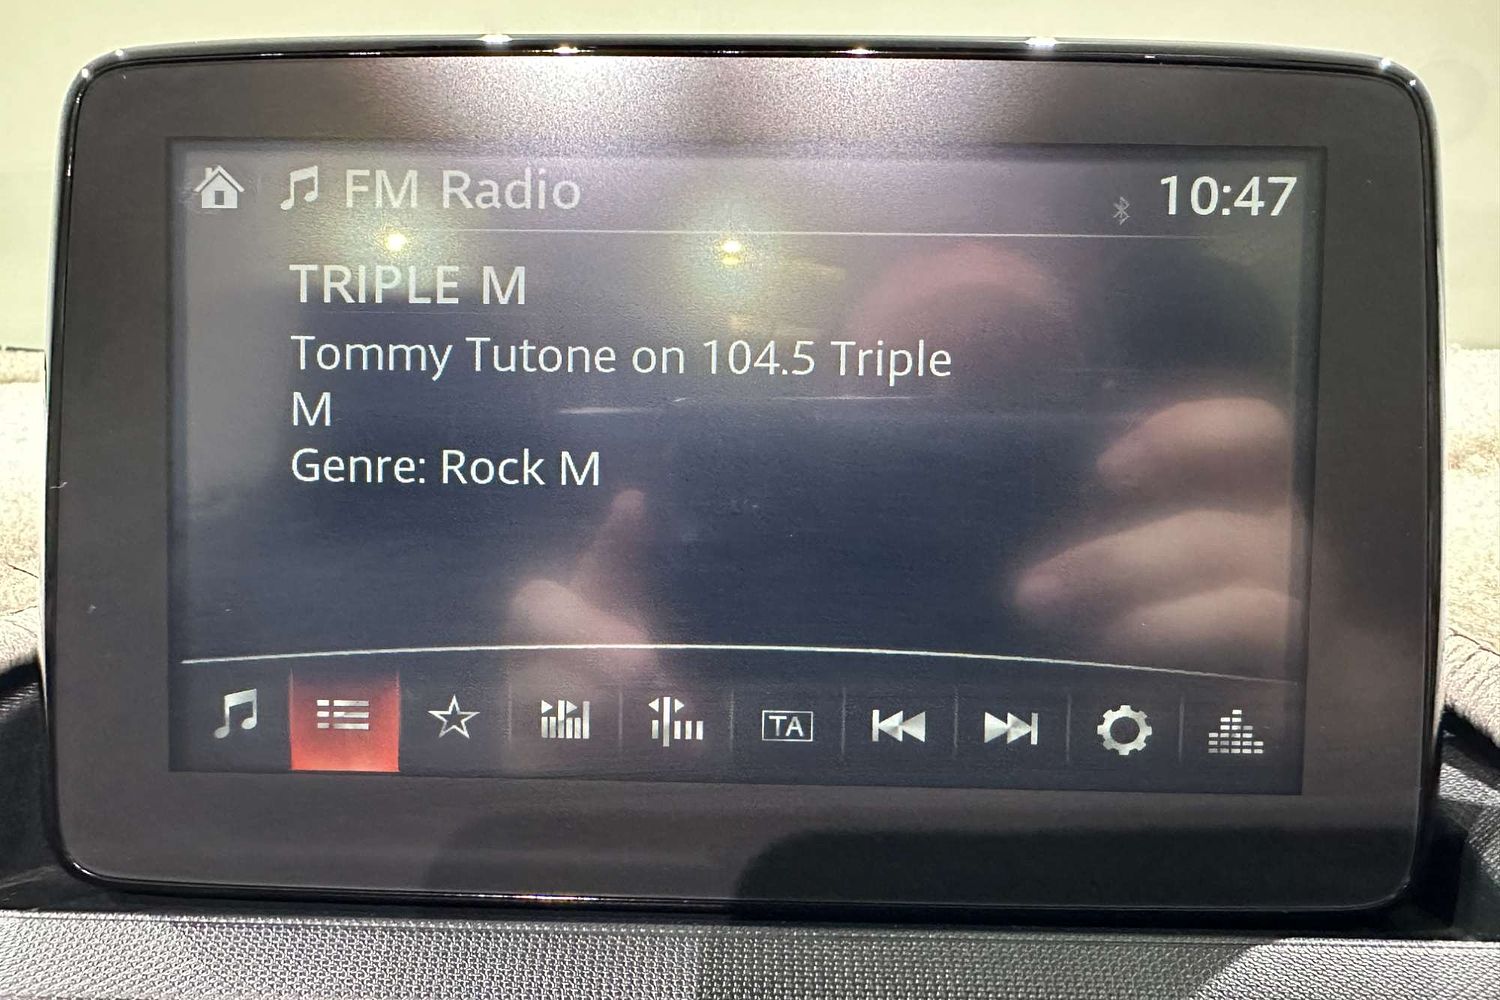 FM Radio
10:47
TRIPLE M
Tommy Tutone on 104.5 Triple
M
Genre: Rock M
TA